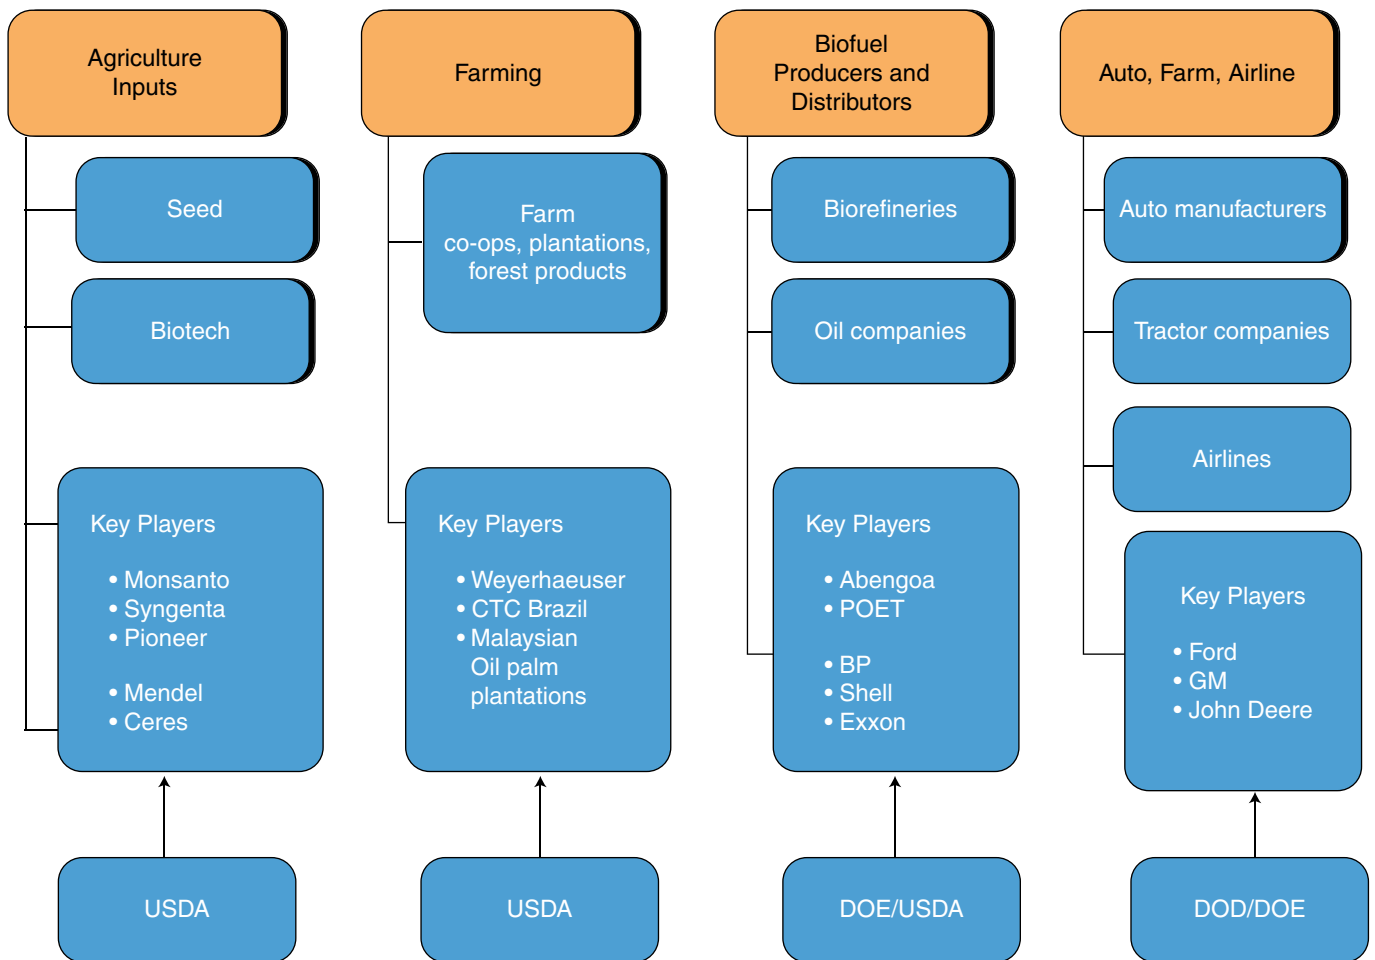 Agriculture
Inputs
Seed
Biotech
Key Players
• Monsanto
• Syngenta
• Pioneer
• Mendel
• Ceres
USDA
Farming
Farm
co-ops, plantations,
forest products
Key Players
• Weyerhaeuser
• CTC Brazil
• Malaysian
Oil palm
plantations
USDA
Biofuel
Producers and
Distributors
Biorefineries
Oil companies
Key Players
• Abengoa
• POET
• BP
• Shell
• Exxon
DOE/USDA
Auto, Farm, Airline
Auto manufacturers
Tractor companies
Airlines
Key Players
• Ford
• GM
• John Deere
DOD/DOE